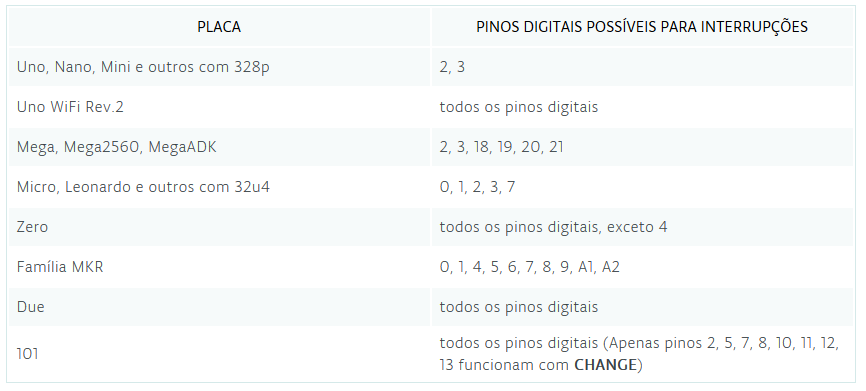 PLACA PINOS DIGITAIS POSSÍVEIS PARA INTERRUPÇÕES
Uno, Nano, Mini e outros com 328p 2, 3
Uno WiFi Rev.2 todos os pinos digitais
Mega, Mega2560, MegaADK 2, 3, 18, 19, 20, 21
Micro, Leonardo e outros com 32u4 0, 1, 2, 3, 7
Zero todos os pinos digitais, exceto 4
Família MKR 0, 1, 4, 5, 6, 7, 8, 9, A1, A2
Due todos os pinos digitais
101 todos os pinos digitais (Apenas pinos 2, 5, 7, 8, 10, 11, 12,
13 funcionam com CHANGE)